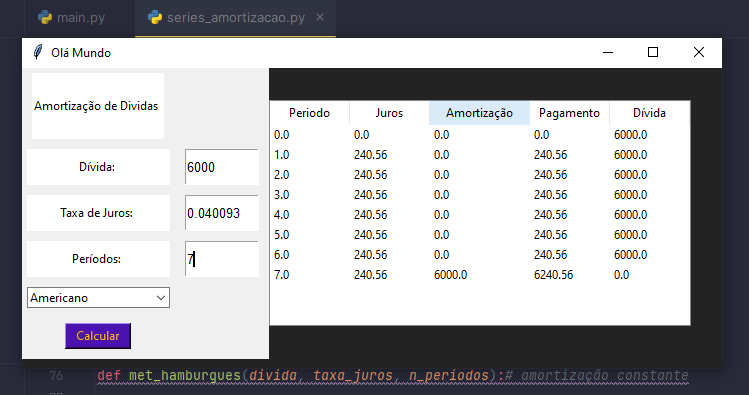 main.py series_amortizacao.py
Olá Mundo
Amortização de Dividas
Dívida: 6000
Taxa de Juros: 0.040093
Períodos: 7
Americano
Calcular
Periodo Juros Amortização Pagamento Dívida
0.0 0.0 0.0 0.0 6000.0
1.0 240.56 0.0 240.56 6000.0
2.0 240.56 0.0 240.56 6000.0
3.0 240.56 0.0 240.56 6000.0
4.0 240.56 0.0 240.56 6000.0
5.0 240.56 0.0 240.56 6000.0
6.0 240.56 0.0 240.56 6000.0
7.0 240.56 6000.0 6240.56 0.0
76 def met_hamburgues(divida, taxa_juros, n_periodos):# amortização constante